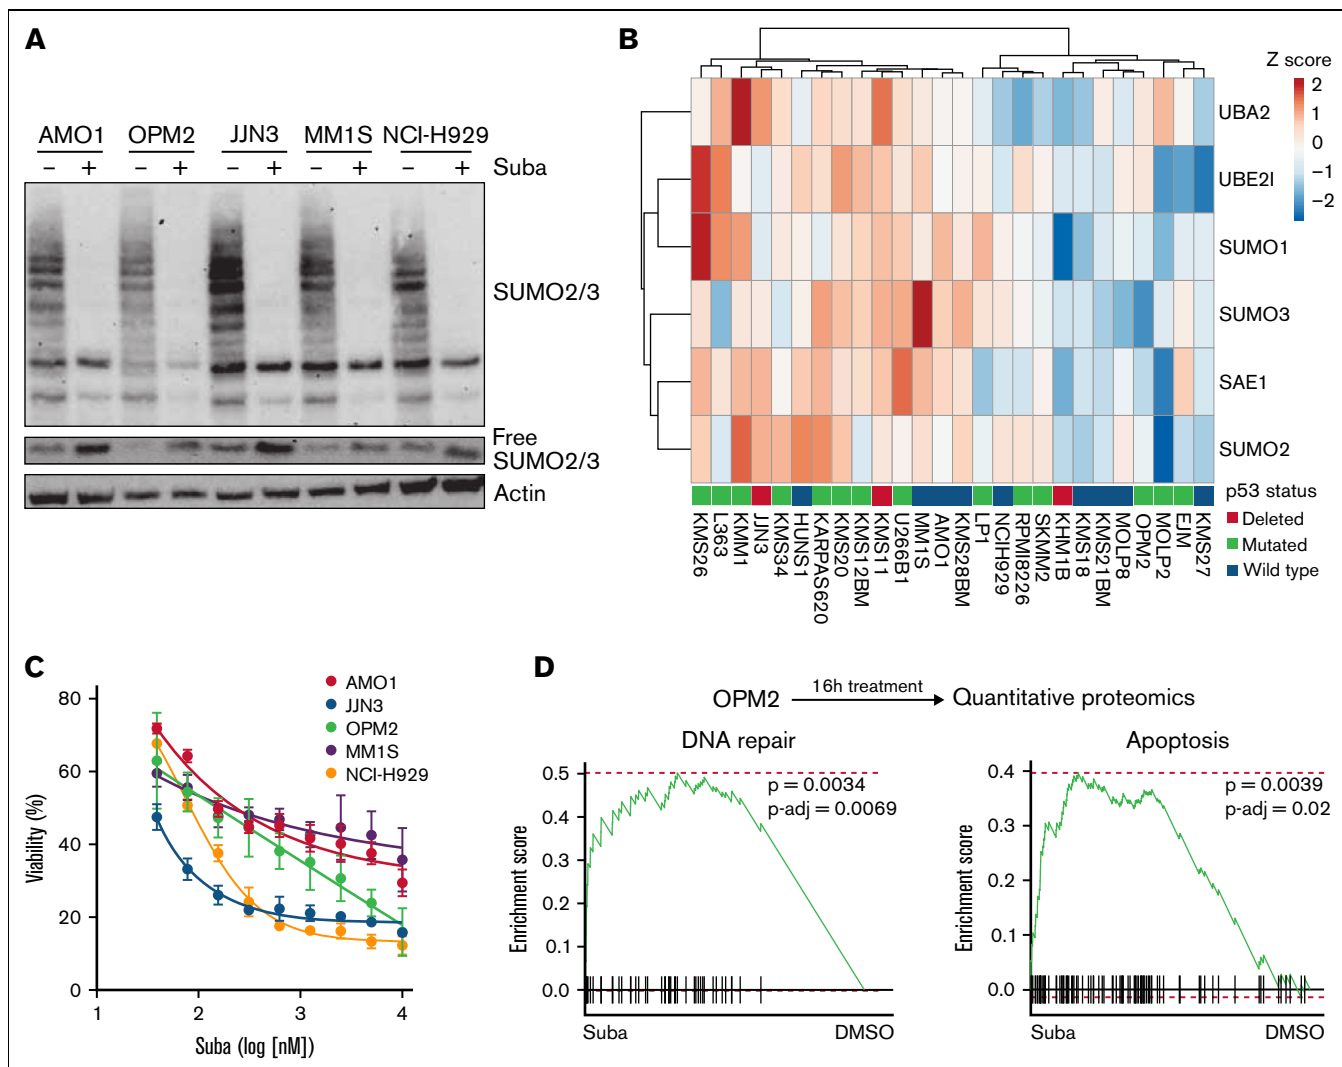 A
AMO1 OPM2 JJN3 MM1S NCI-H929
– + – + – + – + – + Suba
SUMO2/3
Free
SUMO2/3
Actin
B
Z score
2
1
0
−1
−2
UBA2
UBE2I
SUMO1
SUMO3
SAE1
SUMO2
p53 status
Deleted
Mutated
Wild type
KMS26
L363
KMM1
JJN3
KMS34
HUNS1
KARPAS620
KMS20
KMS12BM
KMS11
U266B1
MM1S
AMO1
KMS28BM
LP1
NCIH929
RPMI8226
SKMM2
KHM1B
KMS18
KMS21BM
MOLP8
OPM2
MOLP2
EJM
KMS27
C
AMO1
JJN3
OPM2
MM1S
NCI-H929
Viability (%)
80
60
40
20
0
1 2 3 4
Suba (log [nM])
D
OPM2 16h treatment Quantitative proteomics
DNA repair
Enrichment score
0.5
0.4
0.3
0.2
0.1
0.0
p = 0.0034
p-adj = 0.0069
Suba DMSO
Apoptosis
Enrichment score
0.4
0.3
0.2
0.1
0.0
p = 0.0039
p-adj = 0.02
Suba DMSO